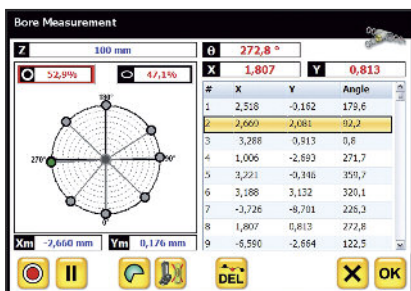 Bore Measurement
Z 100 mm θ 272,8 °
52,9% 47,1% X 1,807 Y 0,813
# X Y Angle
1 2,518 -0,162 179,6
2 2,669 2,081 92,2
3 -3,288 -0,913 0,8
4 1,006 -2,693 271,7
5 3,221 -0,346 359,7
6 3,188 3,132 320,1
7 -3,726 -8,701 226,3
8 1,807 0,813 272,8
9 -6,590 -2,664 122,5
180°
270° 90°
0°
Xm -2,660 mm Ym 0,176 mm
DEL OK